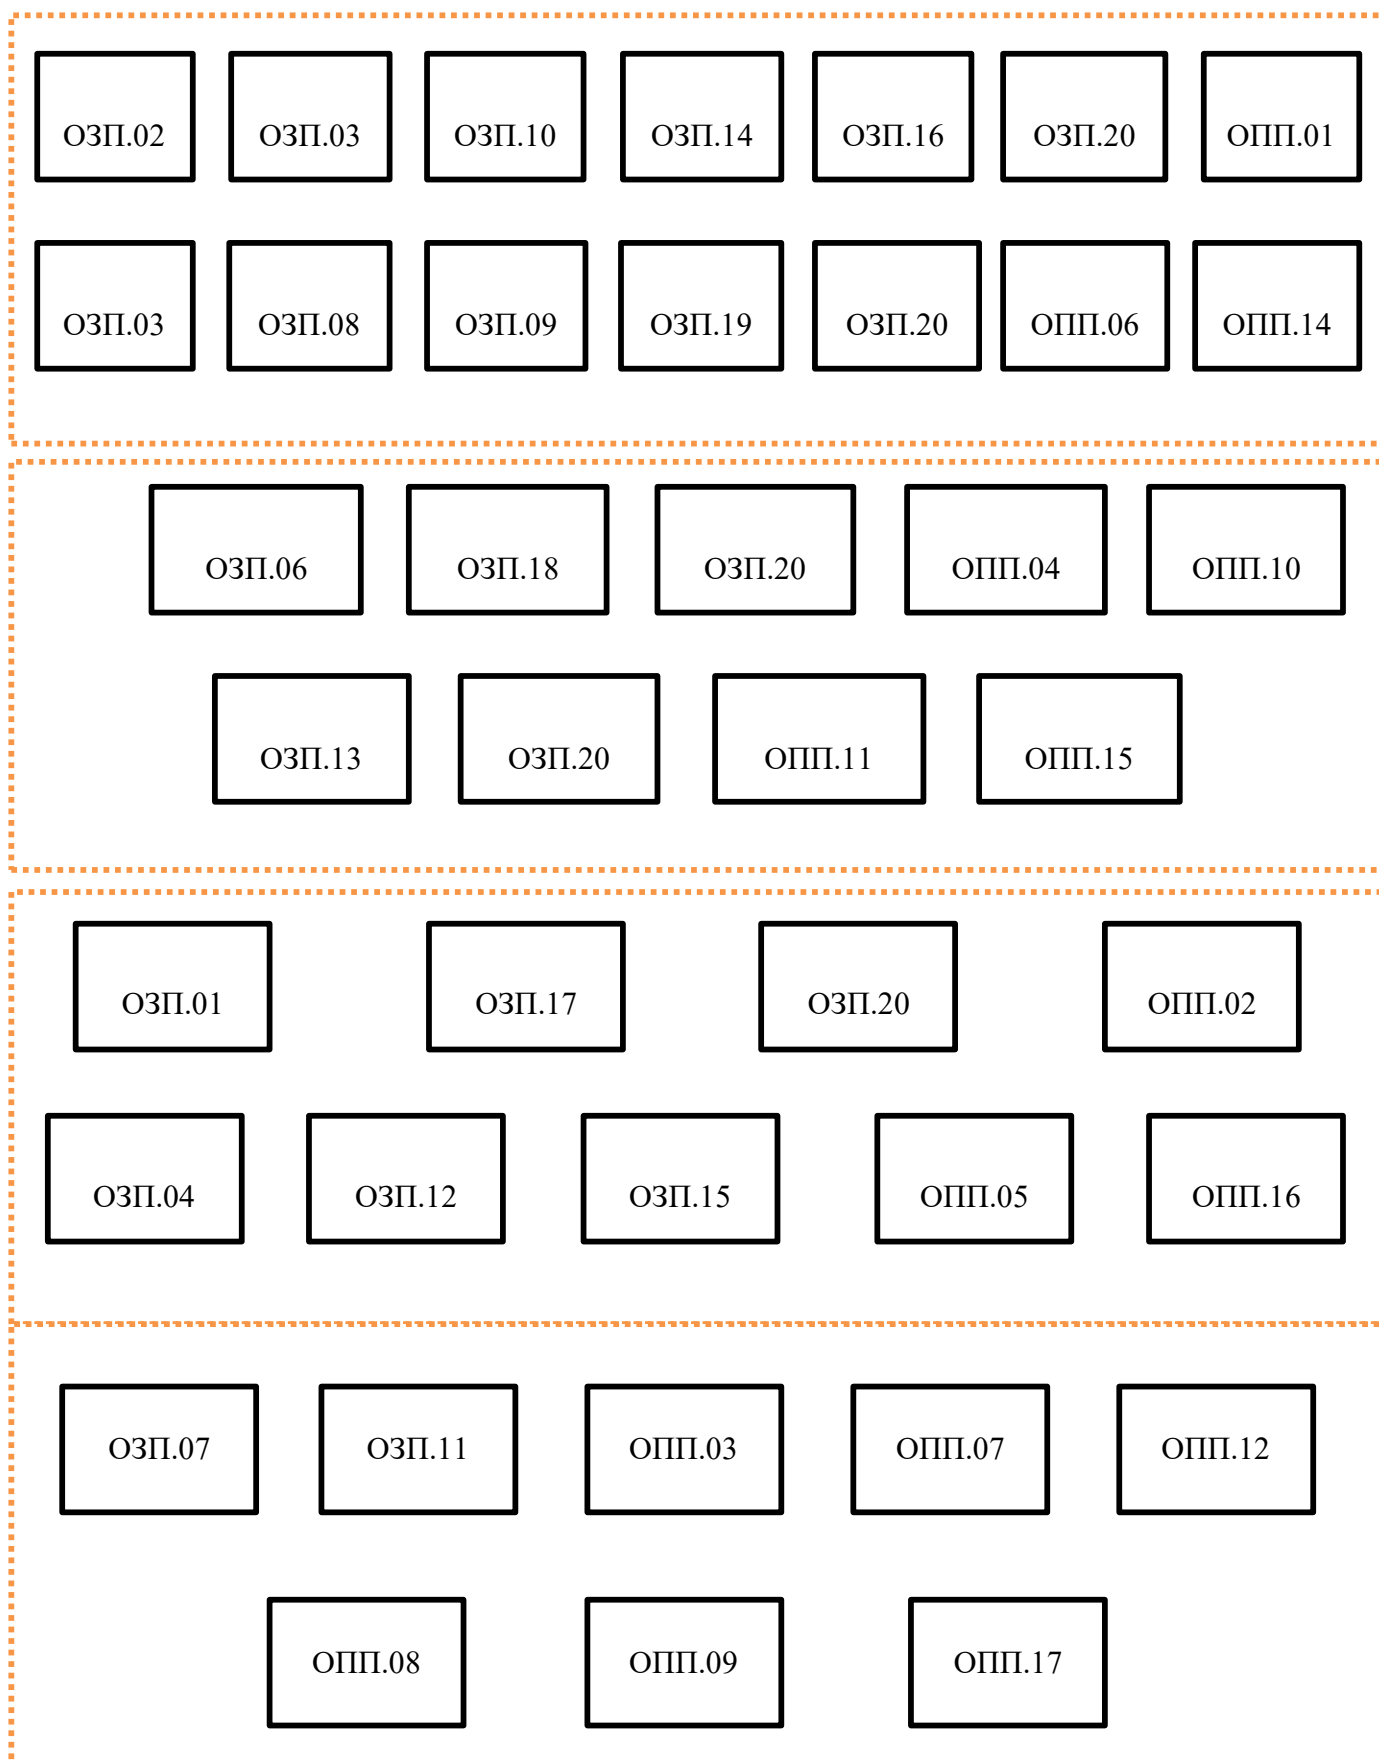 ОЗП.02 ОЗП.03 ОЗП.10 ОЗП.14 ОЗП.16 ОЗП.20 ОПП.01
ОЗП.03 ОЗП.08 ОЗП.09 ОЗП.19 ОЗП.20 ОПП.06 ОПП.14
ОЗП.06 ОЗП.18 ОЗП.20 ОПП.04 ОПП.10
ОЗП.13 ОЗП.20 ОПП.11 ОПП.15
ОЗП.01 ОЗП.17 ОЗП.20 ОПП.02
ОЗП.04 ОЗП.12 ОЗП.15 ОПП.05 ОПП.16
ОЗП.07 ОЗП.11 ОПП.03 ОПП.07 ОПП.12
ОПП.08 ОПП.09 ОПП.17